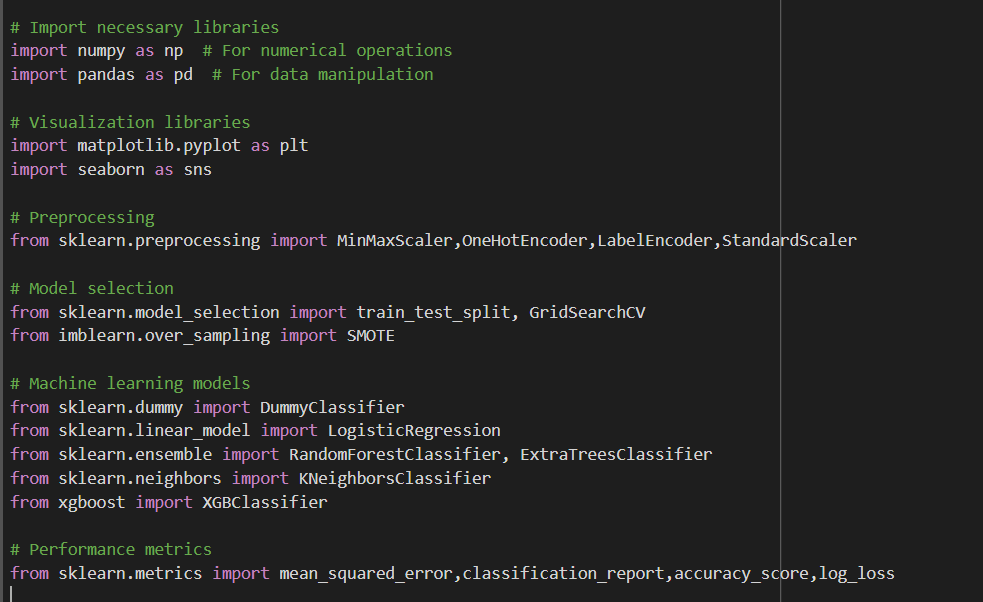 # Import necessary libraries
import numpy as np  # For numerical operations
import pandas as pd  # For data manipulation
# Visualization libraries
import matplotlib.pyplot as plt
import seaborn as sns
# Preprocessing
from sklearn.preprocessing import MinMaxScaler,OneHotEncoder,LabelEncoder,StandardScaler
# Model selection
from sklearn.model_selection import train_test_split, GridSearchCV
from imblearn.over_sampling import SMOTE
# Machine learning models
from sklearn.dummy import DummyClassifier
from sklearn.linear_model import LogisticRegression
from sklearn.ensemble import RandomForestClassifier, ExtraTreesClassifier
from sklearn.neighbors import KNeighborsClassifier
from xgboost import XGBClassifier
# Performance metrics
from sklearn.metrics import mean_squared_error,classification_report,accuracy_score,log_loss